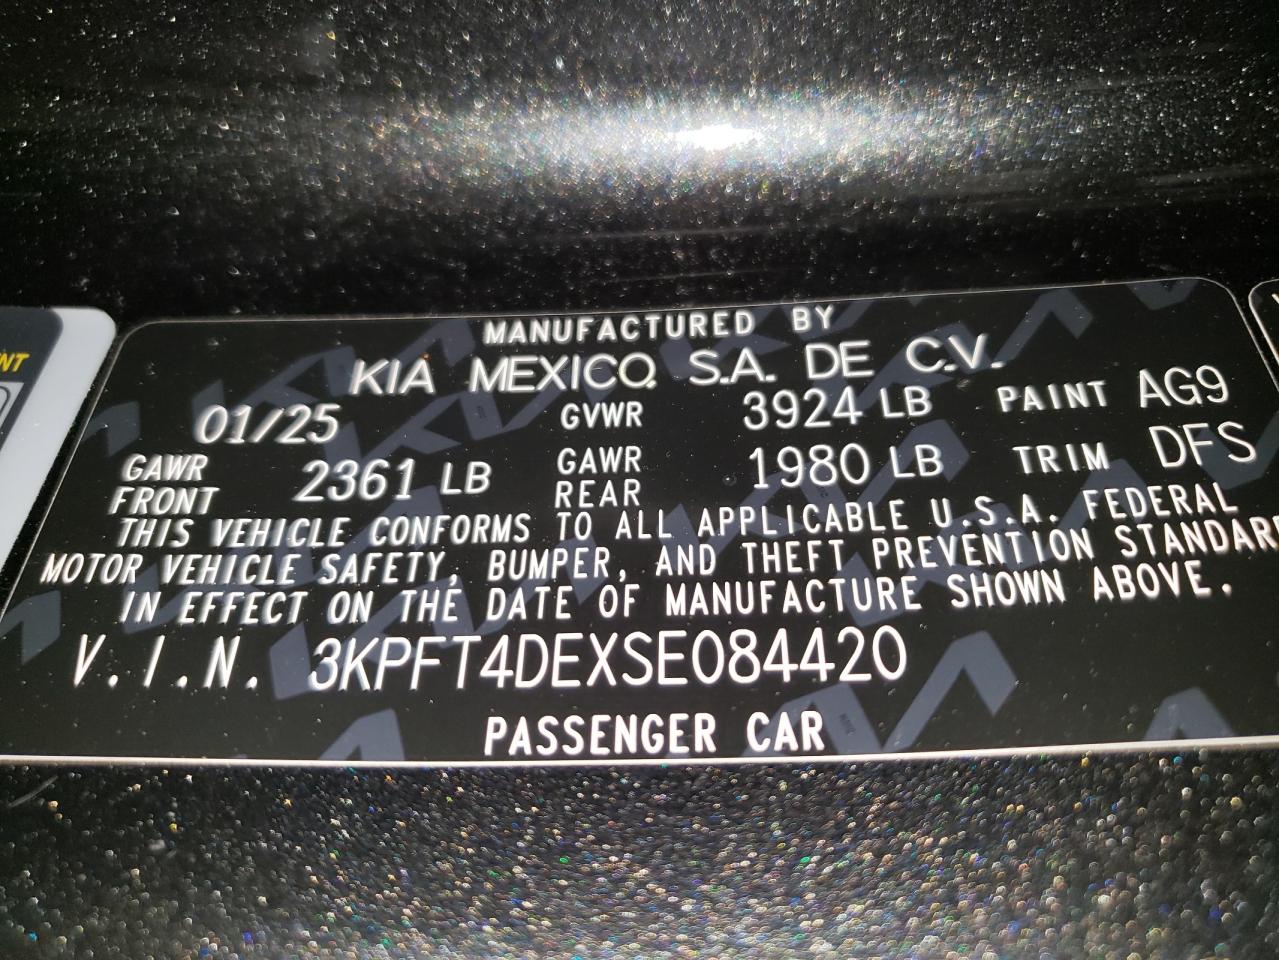 NT
MANUFACTURED BY
KIA MEXICO, S.A. DE C.V.
01/25 GVWR 3924 LB PAINT AG9
GAWR FRONT 2361 LB GAWR REAR 1980 LB TRIM DFS
THIS VEHICLE CONFORMS TO ALL APPLICABLE U.S.A. FEDERAL
MOTOR VEHICLE SAFETY, BUMPER, AND THEFT PREVENTION STANDAR
IN EFFECT ON THE DATE OF MANUFACTURE SHOWN ABOVE.
V.I.N. 3KPFT4DEXSE084420
PASSENGER CAR